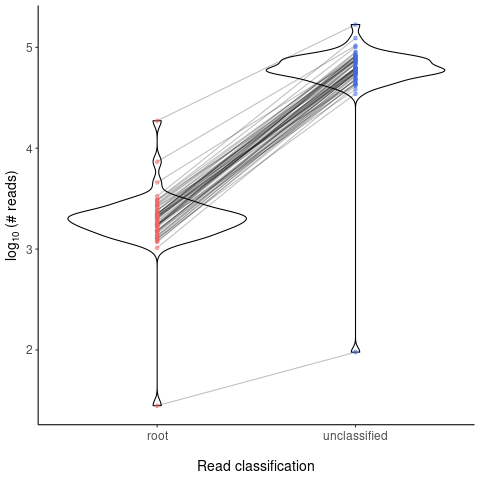 5
4
3
2
log₁₀ (# reads)
root unclassified
Read classification